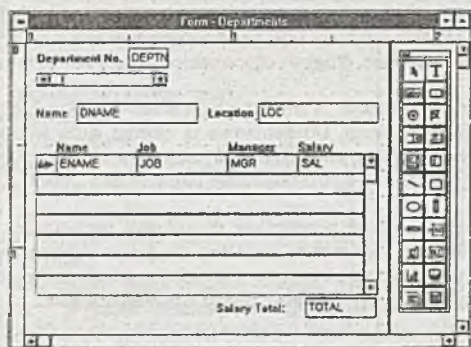 Form - Departments
Department No. DEPTN
Name DNAME Location LOC
Name Job Manager Salary
ENAME JOB MGR SAL
Salary Total: TOTAL